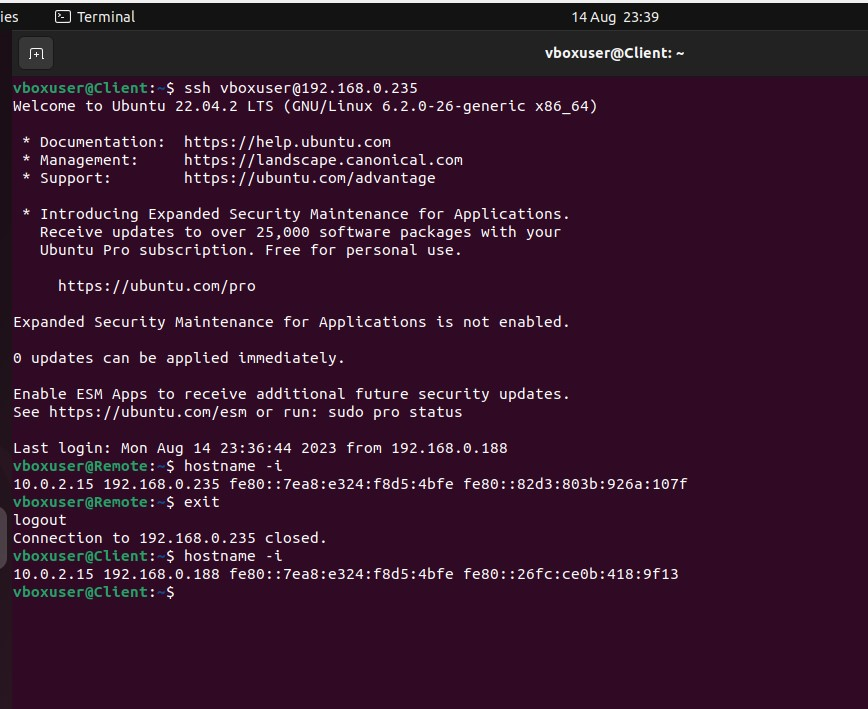 ies Terminal 14 Aug 23:39
vboxuser@Client: ~
vboxuser@Client:~$ ssh vboxuser@192.168.0.235
Welcome to Ubuntu 22.04.2 LTS (GNU/Linux 6.2.0-26-generic x86_64)
* Documentation: https://help.ubuntu.com
* Management: https://landscape.canonical.com
* Support: https://ubuntu.com/advantage
* Introducing Expanded Security Maintenance for Applications.
Receive updates to over 25,000 software packages with your
Ubuntu Pro subscription. Free for personal use.
https://ubuntu.com/pro
Expanded Security Maintenance for Applications is not enabled.
0 updates can be applied immediately.
Enable ESM Apps to receive additional future security updates.
See https://ubuntu.com/esm or run: sudo pro status
Last login: Mon Aug 14 23:36:44 2023 from 192.168.0.188
vboxuser@Remote:~$ hostname -i
10.0.2.15 192.168.0.235 fe80::7ea8:e324:f8d5:4bfe fe80::82d3:803b:926a:107f
vboxuser@Remote:~$ exit
logout
Connection to 192.168.0.235 closed.
vboxuser@Client:~$ hostname -i
10.0.2.15 192.168.0.188 fe80::7ea8:e324:f8d5:4bfe fe80::26fc:ce0b:418:9f13
vboxuser@Client:~$